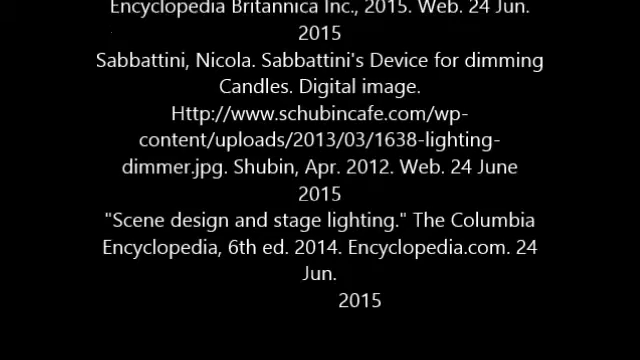 Encyclopedia Britannica Inc., 2015. Web. 24 Jun.
2015
Sabbattini, Nicola. Sabbattini's Device for dimming
Candles. Digital image.
Http://www.schubincafe.com/wp-
content/uploads/2013/03/1638-lighting-
dimmer.jpg. Shubin, Apr. 2012. Web. 24 June
2015
"Scene design and stage lighting." The Columbia
Encyclopedia, 6th ed. 2014. Encyclopedia.com. 24
Jun.
2015